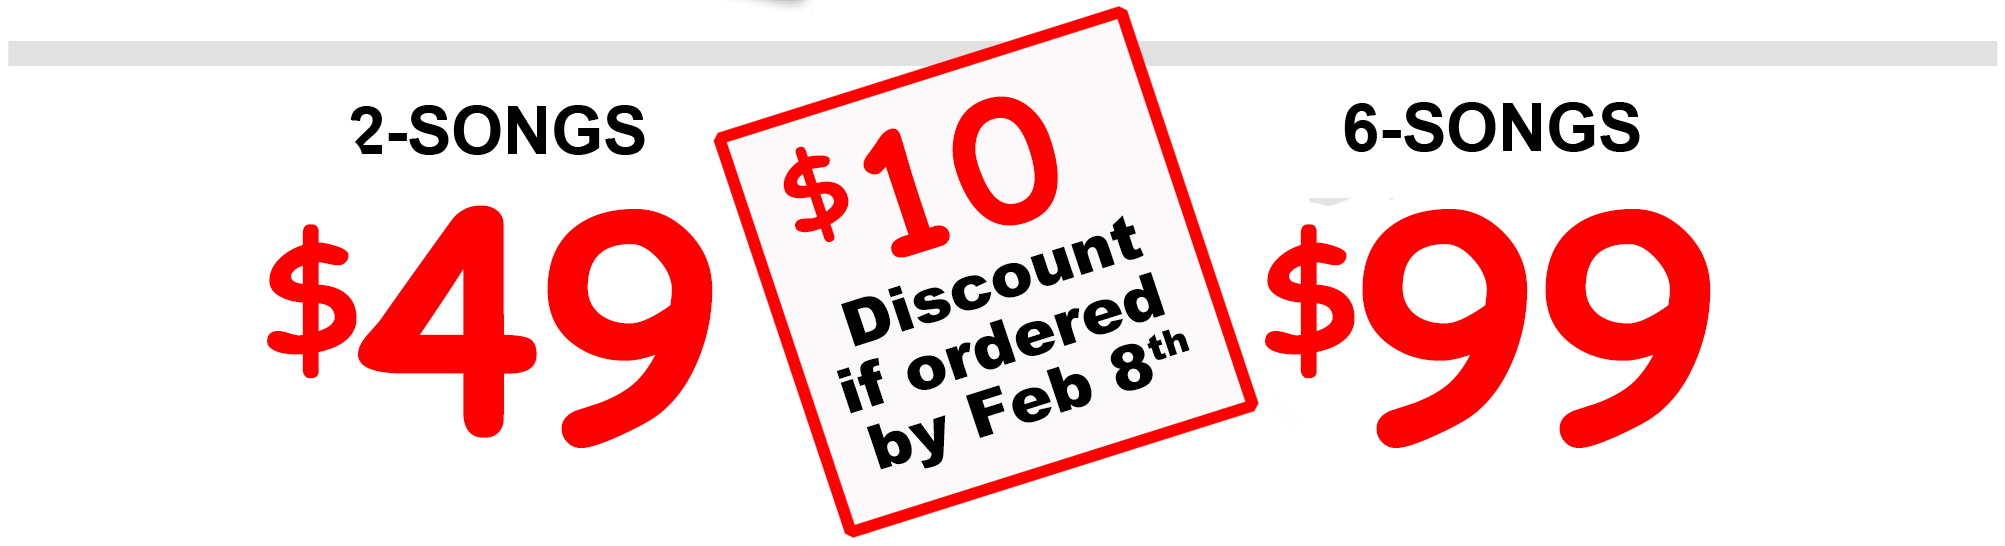 2-SONGS
$49
$10
Discount
if ordered
by Feb 8th
6-SONGS
$99